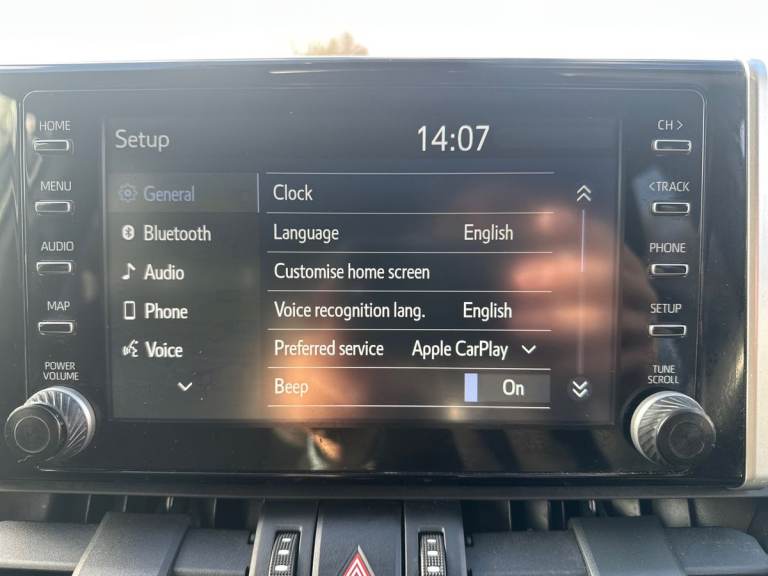 HOME
MENU
AUDIO
MAP
POWER
VOLUME
Setup 14:07
General
Bluetooth
Audio
Phone
Voice
Clock
Language English
Customise home screen
Voice recognition lang. English
Preferred service Apple CarPlay
Beep On
CH >
< TRACK
PHONE
SETUP
TUNE
SCROLL